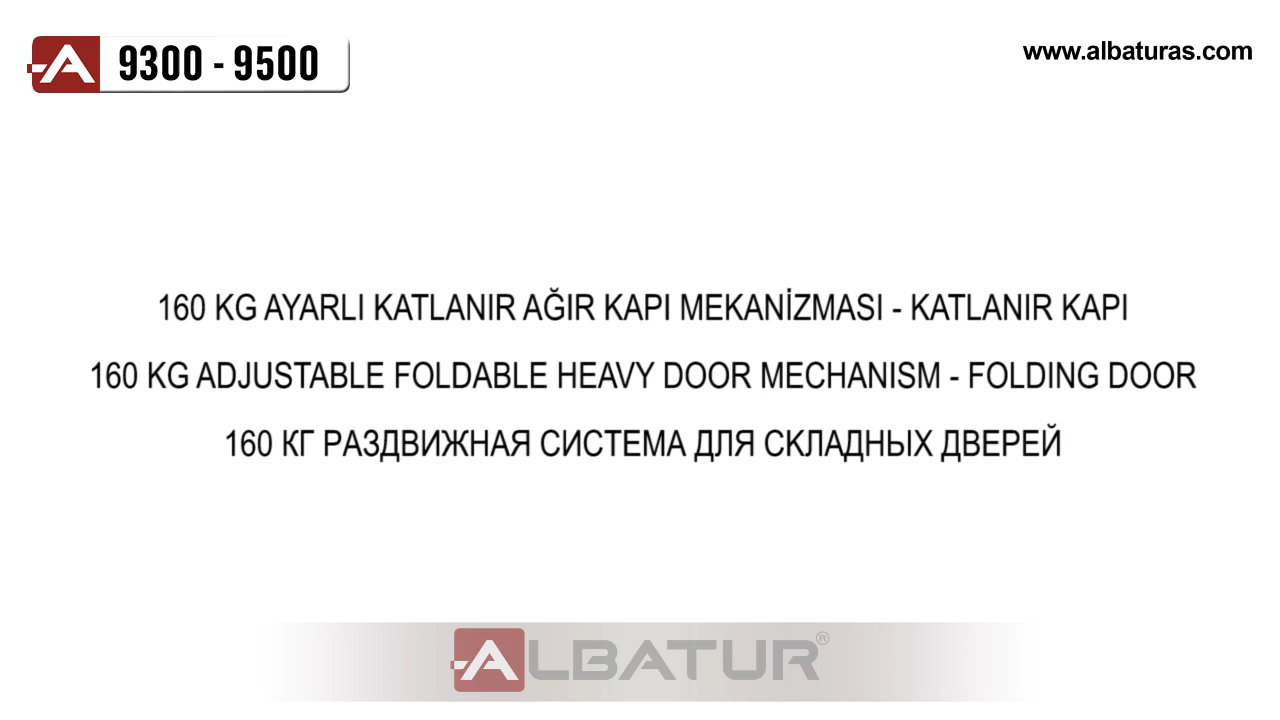 9300 - 9500
www.albaturas.com
160 KG AYARLI KATLANIR AĞIR KAPI MEKANİZMASI - KATLANIR KAPI
160 KG ADJUSTABLE FOLDABLE HEAVY DOOR MECHANISM - FOLDING DOOR
160 КГ РАЗДВИЖНАЯ СИСТЕМА ДЛЯ СКЛАДНЫХ ДВЕРЕЙ
ALBATUR®